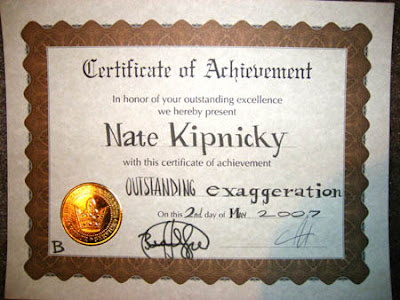 Certificate of Achievement
In honor of your outstanding excellence
we hereby present
Nate Kipnicky
with this certificate of achievement
OUTSTANDING exaggeration
On this 2nd day of May 2007
B